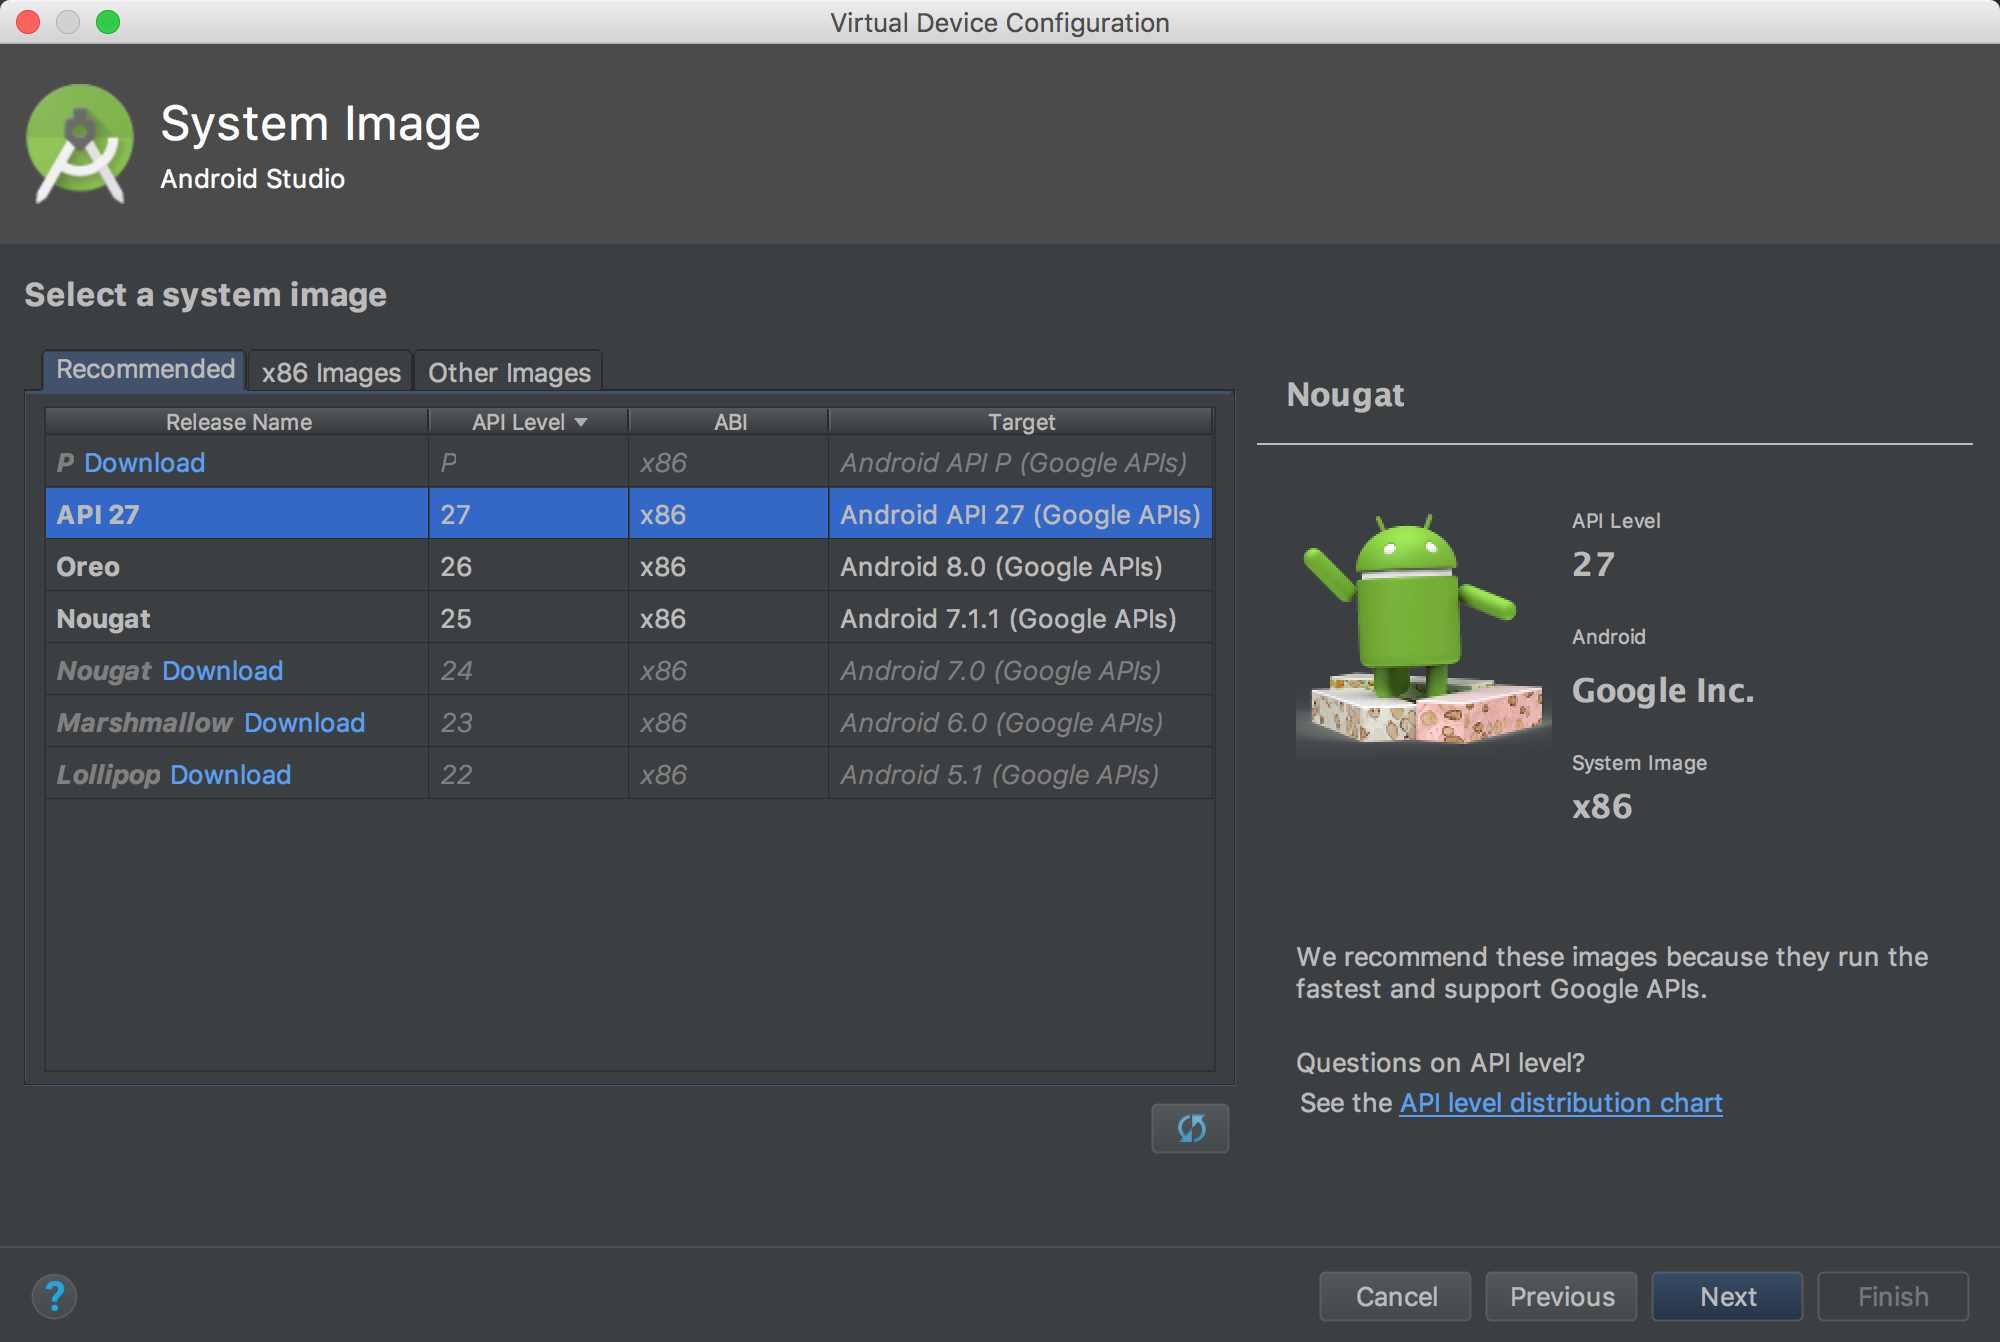 Virtual Device Configuration
System Image
Android Studio
Select a system image
Recommended x86 Images Other Images
Release Name API Level ABI Target
P Download P x86 Android API P (Google APIs)
API 27 27 x86 Android API 27 (Google APIs)
Oreo 26 x86 Android 8.0 (Google APIs)
Nougat 25 x86 Android 7.1.1 (Google APIs)
Nougat Download 24 x86 Android 7.0 (Google APIs)
Marshmallow Download 23 x86 Android 6.0 (Google APIs)
Lollipop Download 22 x86 Android 5.1 (Google APIs)
Nougat
API Level
27
Android
Google Inc.
System Image
x86
We recommend these images because they run the
fastest and support Google APIs.
Questions on API level?
See the API level distribution chart
? Cancel Previous Next Finish